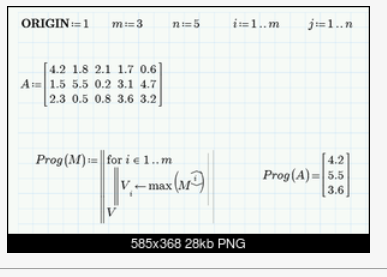 ORIGIN:=1 m:=3 n:=5 i:=1..m j:=1..n
A:= [4.2 1.8 2.1 1.7 0.6
1.5 5.5 0.2 3.1 4.7
2.3 0.5 0.8 3.6 3.2]
Prog(M):= for i ∈ 1..m
V_i ← max(M^i)
V
Prog(A)= [4.2
5.5
3.6]
585x368 28kb PNG